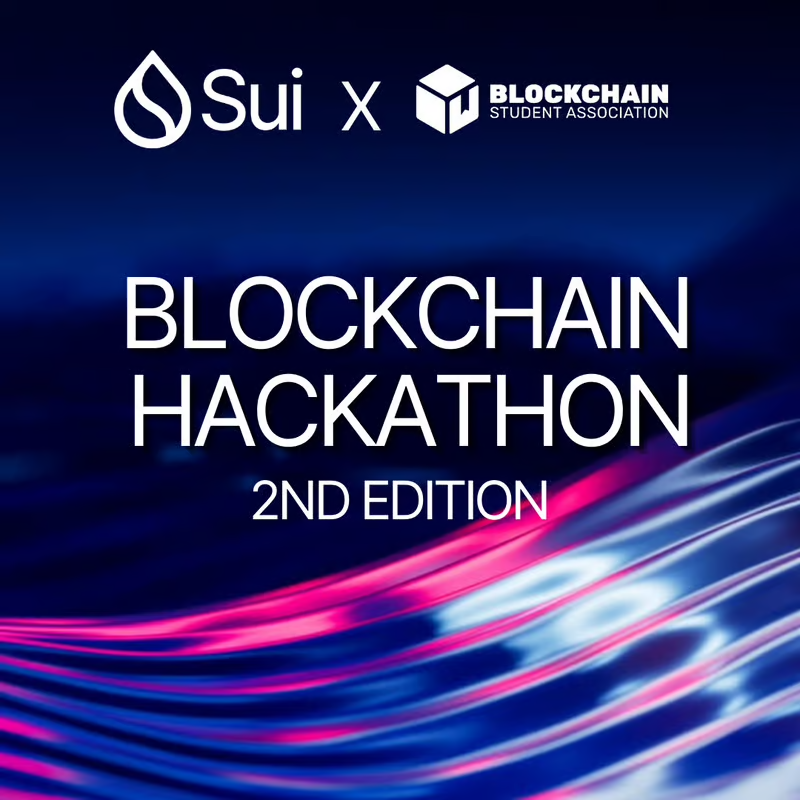 Sui X BLOCKCHAIN
STUDENT ASSOCIATION
BLOCKCHAIN
HACKATHON
2ND EDITION